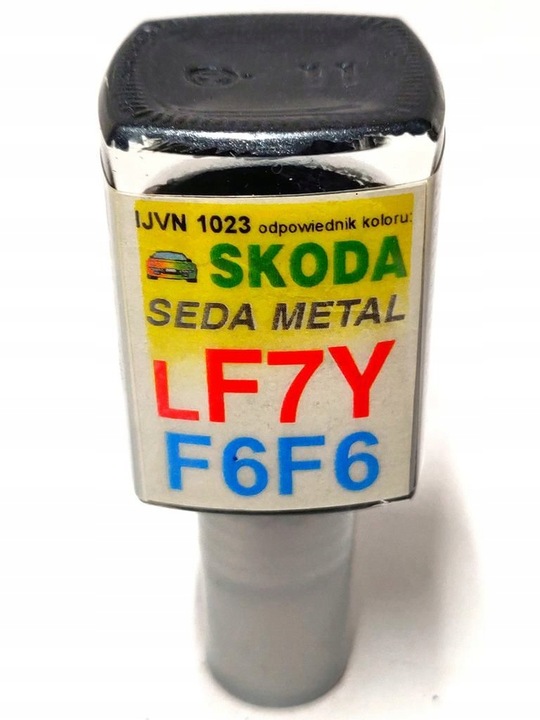 IJVN 1023 odpowiednik koloru:
SKODA
SEDA METAL
LF7Y
F6F6